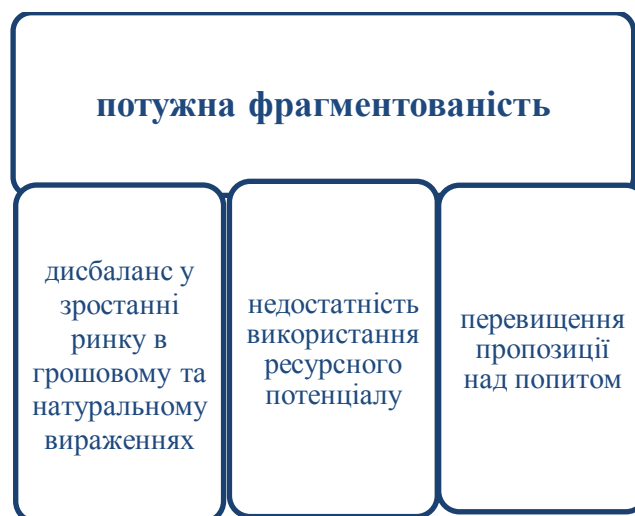 потужна фрагментованість
дисбаланс у
зростанні
ринку в
грошовому та
натуральному
вираженнях
недостатність
використання
ресурсного
потенціалу
перевищення
пропозиції
над попитом